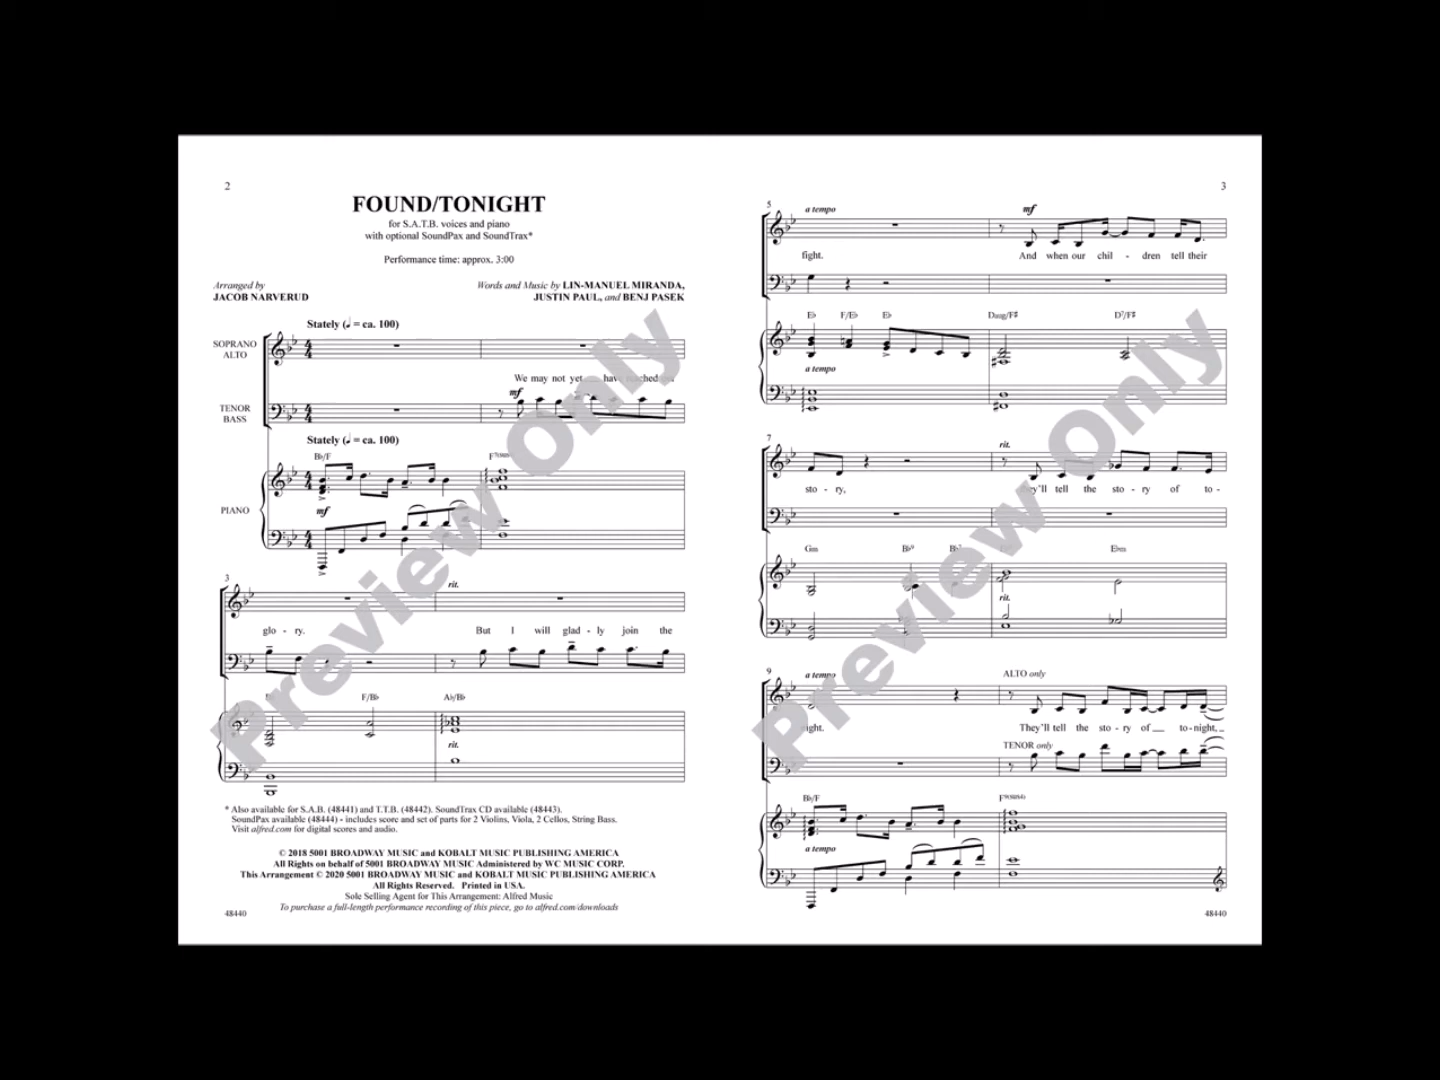 2
FOUND/TONIGHT
for S.A.T.B. voices and piano
with optional SoundPax and SoundTrax*
Performance time: approx. 3:00
Arranged by
JACOB NARVERUD
Words and Music by LIN-MANUEL MIRANDA,
JUSTIN PAUL, and BENJ PASEK
Stately (♩ = ca. 100)
SOPRANO
ALTO
We may not yet have reached
mf
TENOR
BASS
Stately (♩ = ca. 100)
B♭/F
PIANO
mf
3
rit.
glo - ry. But I will glad - ly join the
F/B♭ A♭/B♭
rit.
* Also available for S.A.B. (48441) and T.T.B. (48442). SoundTrax CD available (48443).
SoundPax available (48444) - includes score and set of parts for 2 Violins, Viola, 2 Cellos, String Bass.
Visit alfred.com for digital scores and audio.
© 2018 5001 BROADWAY MUSIC and KOBALT MUSIC PUBLISHING AMERICA
All Rights on behalf of 5001 BROADWAY MUSIC Administered by WC MUSIC CORP.
This Arrangement © 2020 5001 BROADWAY MUSIC and KOBALT MUSIC PUBLISHING AMERICA
All Rights Reserved. Printed in USA.
Sole Selling Agent for This Arrangement: Alfred Music
To purchase a full-length performance recording of this piece, go to alfred.com/downloads
48440
Preview Only
3
5
a tempo mf
fight. And when our chil - dren tell their
E♭ F/E♭ E♭ Daug/F♯ D7/F♯
a tempo
7
rit.
sto - ry, tell the sto - ry of to-
Gm B♭9 E♭m
rit.
9
a tempo
ALTO only
They'll tell the sto - ry of to - night,
TENOR only
B♭/F
a tempo
48440
Preview Only